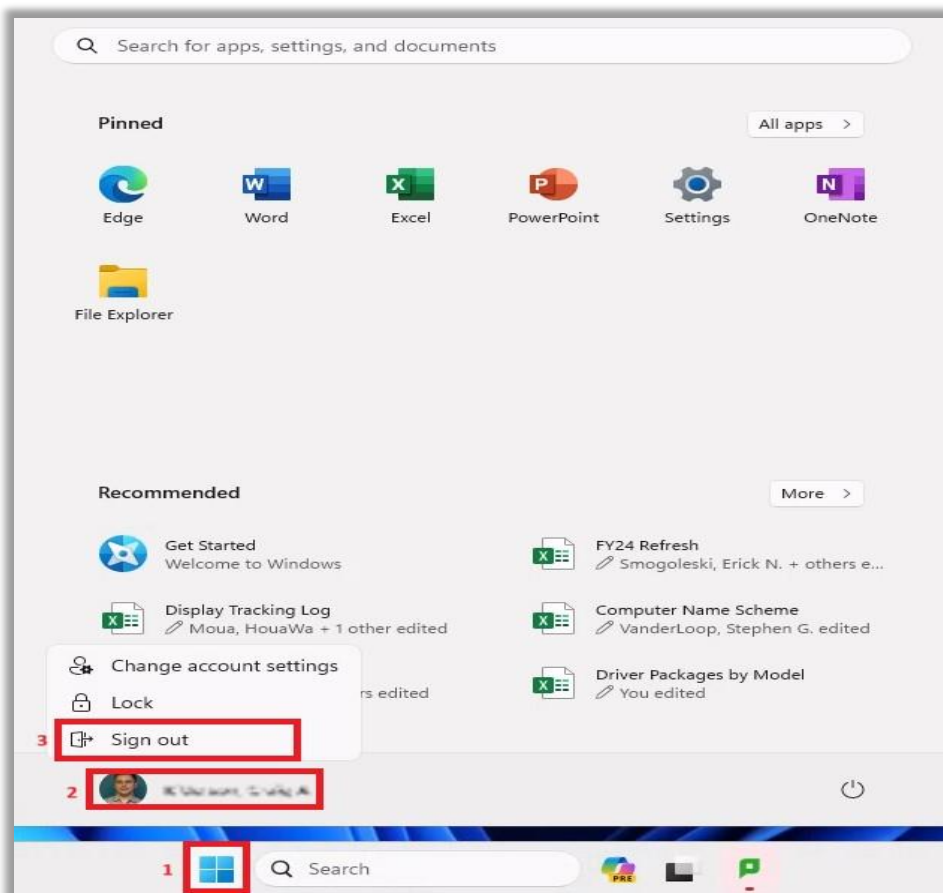 Search for apps, settings, and documents
Pinned
All apps >
Edge Word Excel PowerPoint Settings OneNote
File Explorer
Recommended
More >
Get Started
Welcome to Windows
FY24 Refresh
Smogoleski, Erick N. + others e...
Display Tracking Log
Moua, HouaWa + 1 other edited
Computer Name Scheme
VanderLoop, Stephen G. edited
Change account settings
Lock
rs edited
Driver Packages by Model
You edited
3 Sign out
2
1 Search
PRE